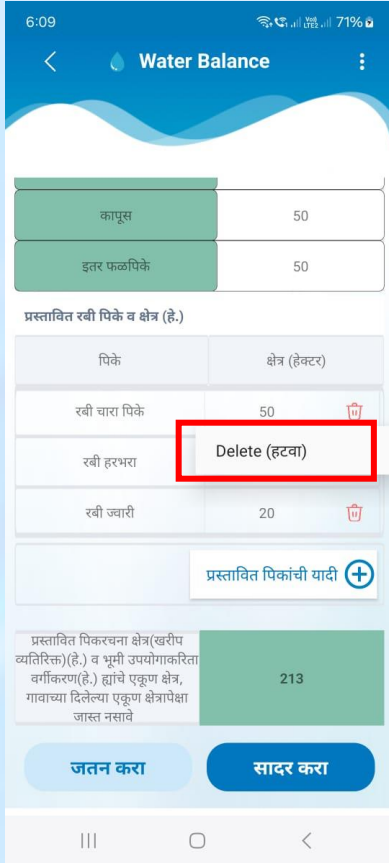 6:09
71%
Water Balance
कापूस 50
इतर फळपिके 50
प्रस्तावित रबी पिके व क्षेत्र (हे.)
पिके क्षेत्र (हेक्टर)
रबी चारा पिके 50
Delete (हटवा)
रबी हरभरा
रबी ज्वारी 20
प्रस्तावित पिकांची यादी
प्रस्तावित पिकरचना क्षेत्र(खरीप
व्यतिरिक्त)(हे.) व भूमी उपयोगाकरिता
वर्गीकरण(हे.) ह्यांचे एकूण क्षेत्र,
गावाच्या दिलेल्या एकूण क्षेत्रापेक्षा
जास्त नसावे
213
जतन करा सादर करा